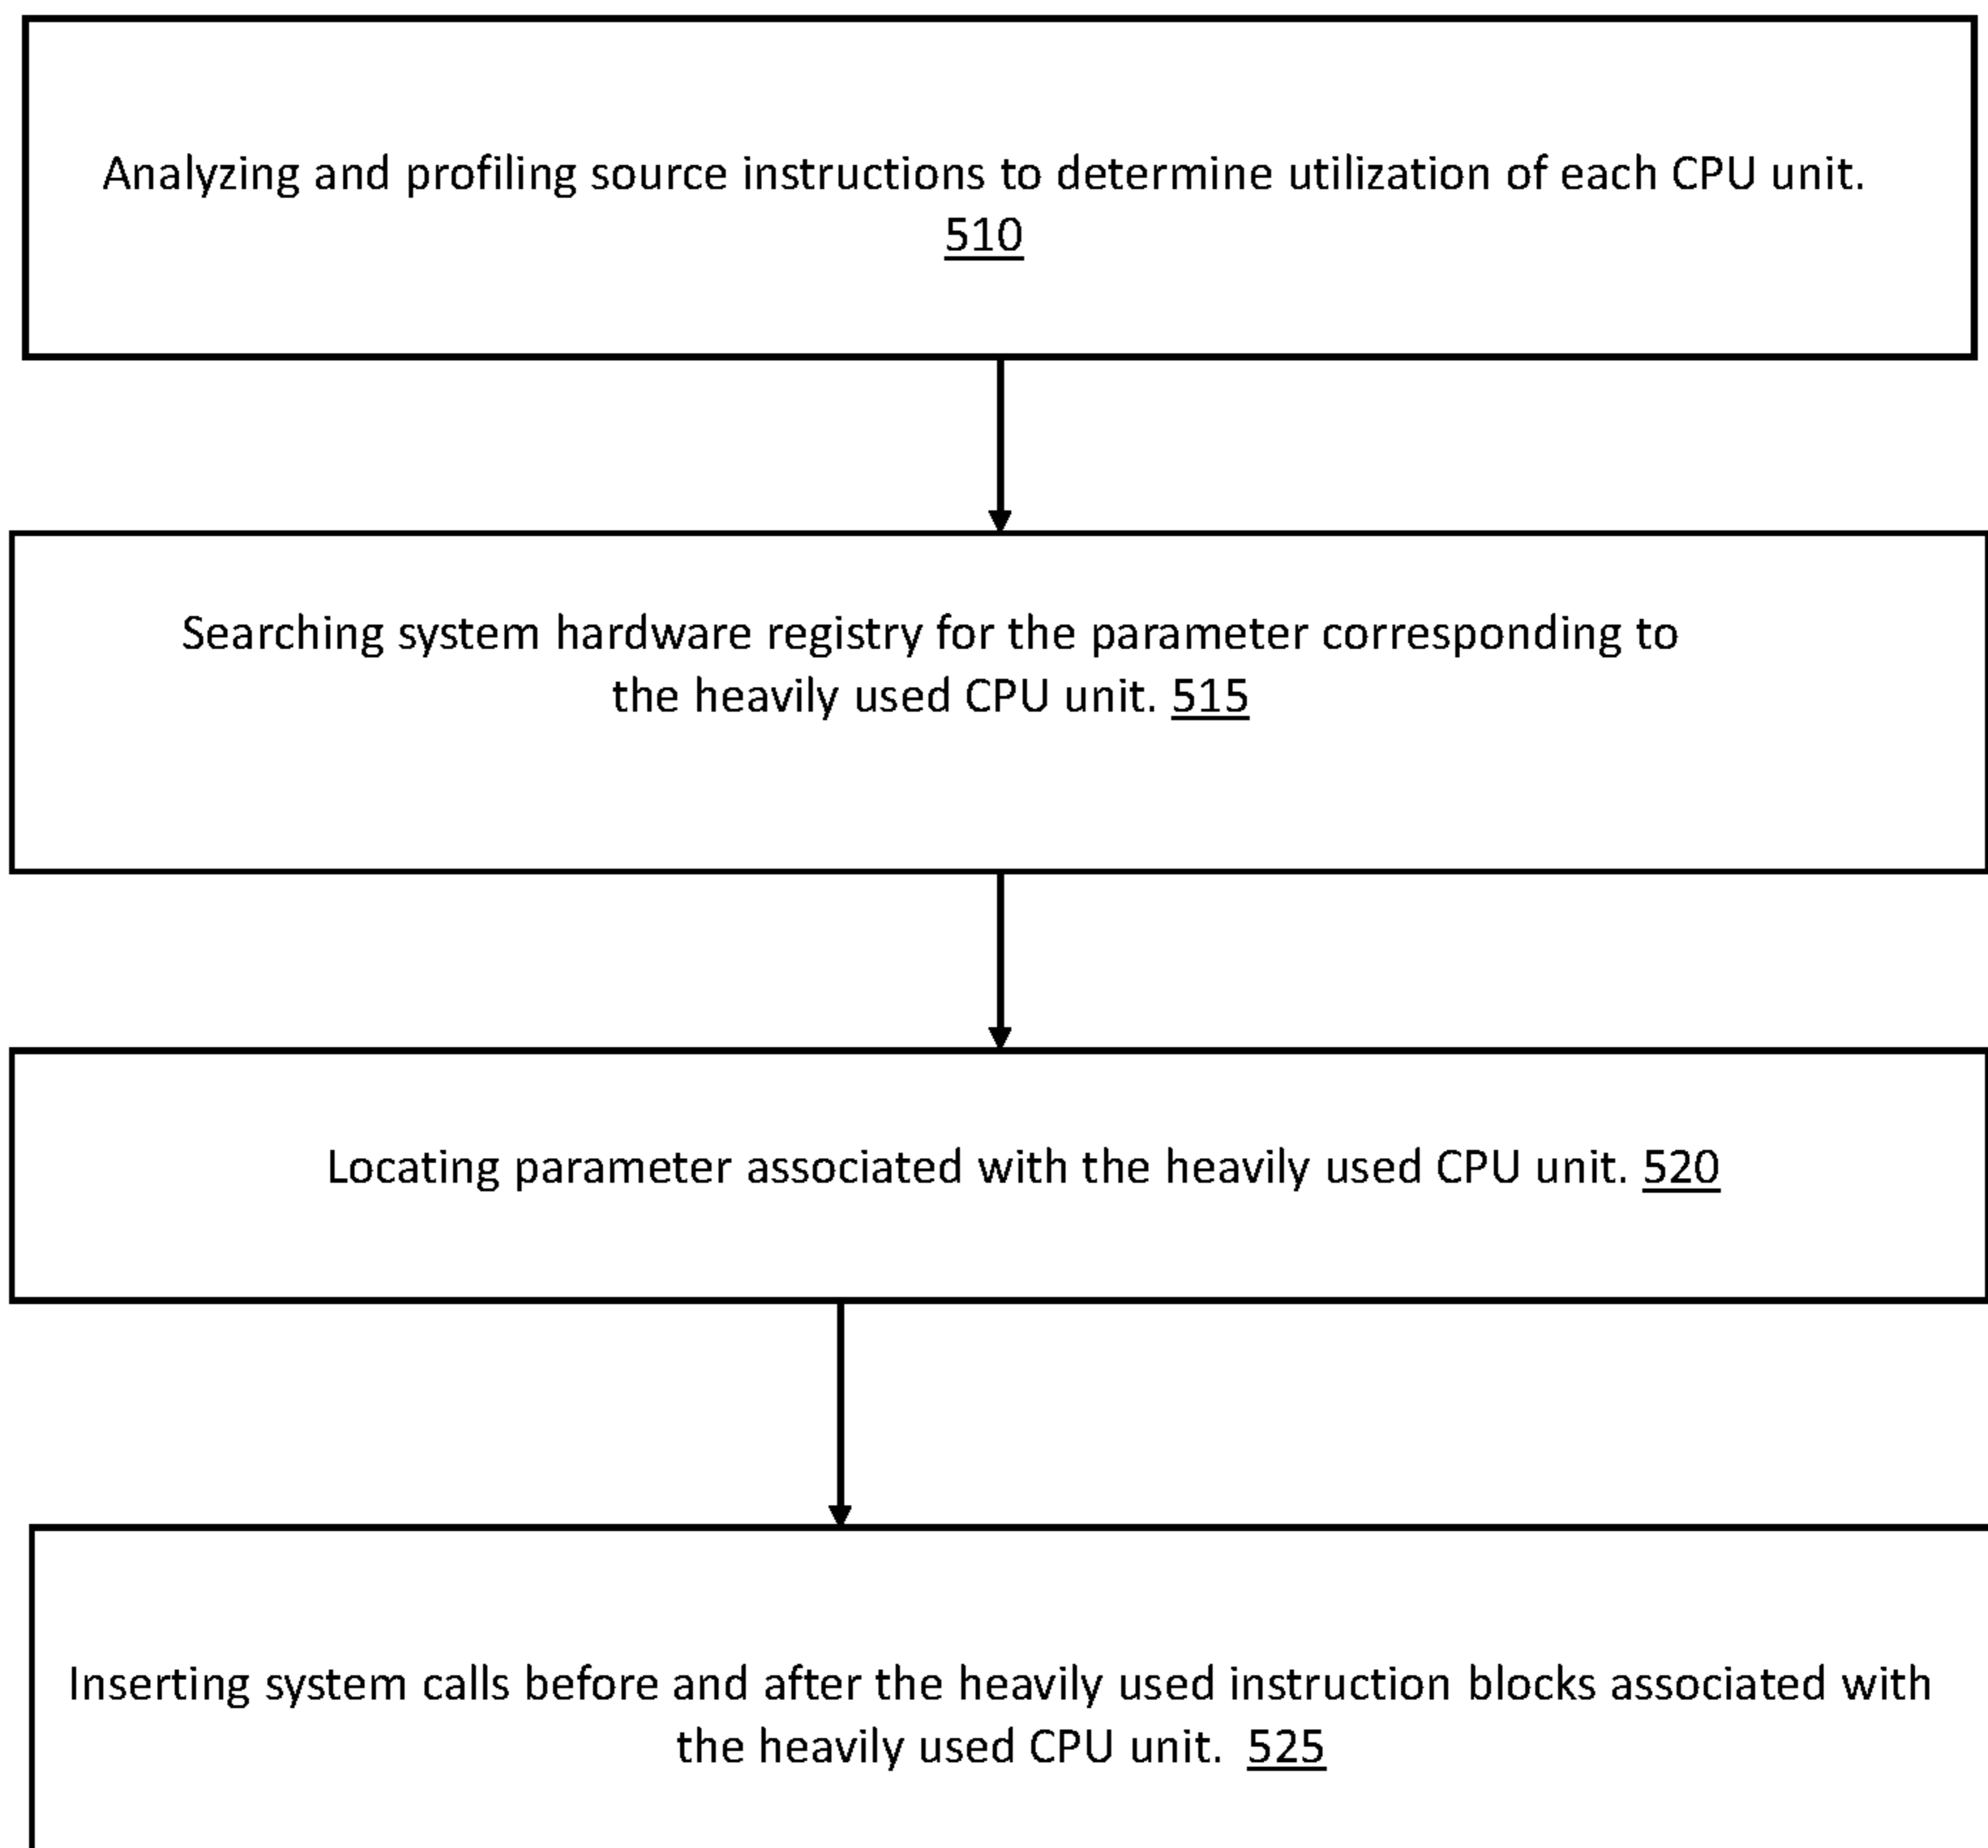 Analyzing and profiling source instructions to determine utilization of each CPU unit.
510
Searching system hardware registry for the parameter corresponding to
the heavily used CPU unit. 515
Locating parameter associated with the heavily used CPU unit. 520
Inserting system calls before and after the heavily used instruction blocks associated with
the heavily used CPU unit. 525